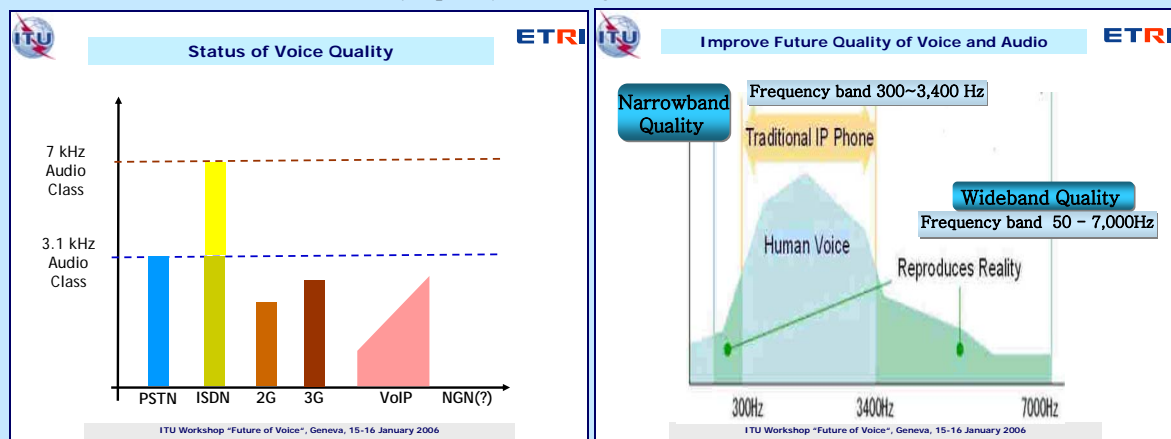 ITU
Status of Voice Quality
ETRI
7 kHz
Audio
Class
3.1 kHz
Audio
Class
PSTN
ISDN
2G
3G
VoIP
NGN(?)
ITU Workshop "Future of Voice", Geneva, 15-16 January 2006
ITU
Improve Future Quality of Voice and Audio
ETRI
Narrowband
Quality
Frequency band 300~3,400 Hz
Traditional IP Phone
Wideband Quality
Frequency band 50 - 7,000Hz
Human Voice
Reproduces Reality
300Hz
3400Hz
7000Hz
ITU Workshop "Future of Voice", Geneva, 15-16 January 2006